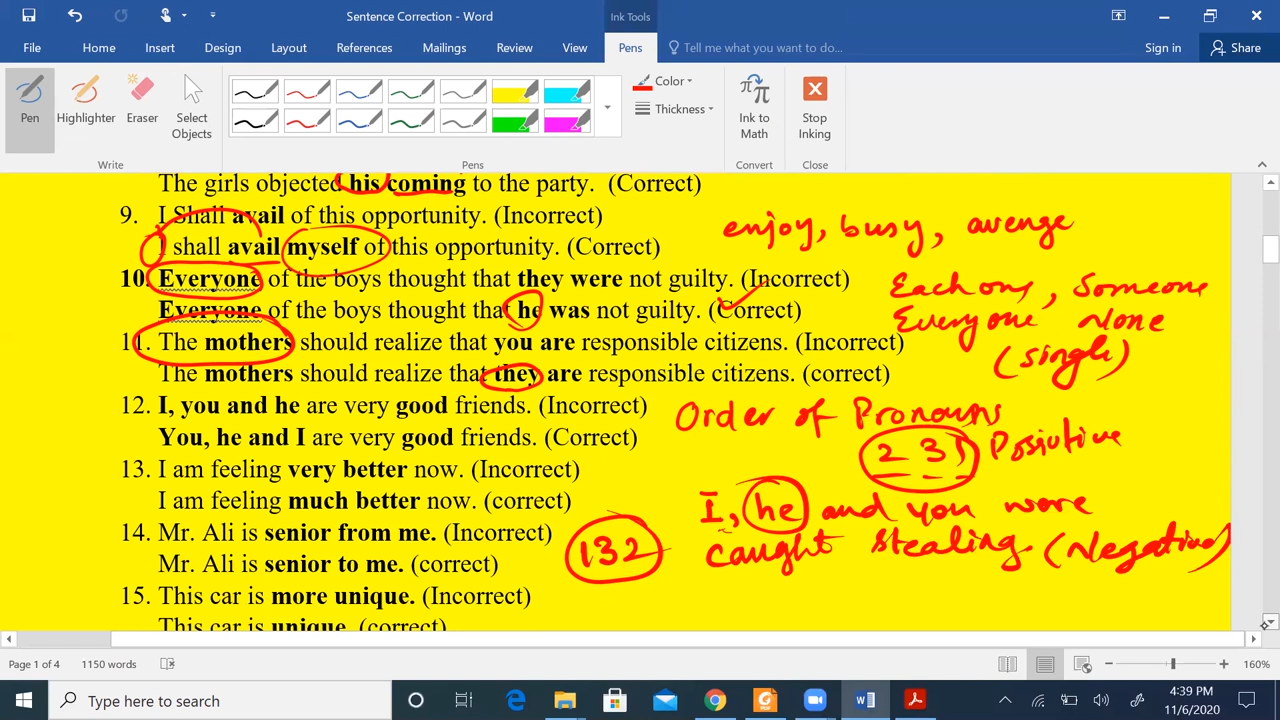 Sentence Correction - Word
Ink Tools
File Home Insert Design Layout References Mailings Review View Pens Tell me what you want to do... Sign in Share
Pen Highlighter Eraser Select Objects
Color
Thickness
Ink to Math
Stop Inking
Write Pens Convert Close
The girls objected his coming to the party. (Correct)
9. I Shall avail of this opportunity. (Incorrect)
enjoy, busy, avenge
I shall avail myself of this opportunity. (Correct)
10. Everyone of the boys thought that they were not guilty. (Incorrect)
Each one, Someone
Everyone of the boys thought that he was not guilty. (Correct)
Everyone None
11. The mothers should realize that you are responsible citizens. (Incorrect)
(single)
The mothers should realize that they are responsible citizens. (correct)
12. I, you and he are very good friends. (Incorrect)
Order of Pronouns
You, he and I are very good friends. (Correct)
2 3 1
13. I am feeling very better now. (Incorrect)
I am feeling much better now. (correct)
I, he and you were
14. Mr. Ali is senior from me. (Incorrect)
132
caught stealing. (Negative)
Mr. Ali is senior to me. (correct)
15. This car is more unique. (Incorrect)
This car is unique. (correct)
Page 1 of 4 1150 words 160%
Type here to search
4:39 PM
11/6/2020